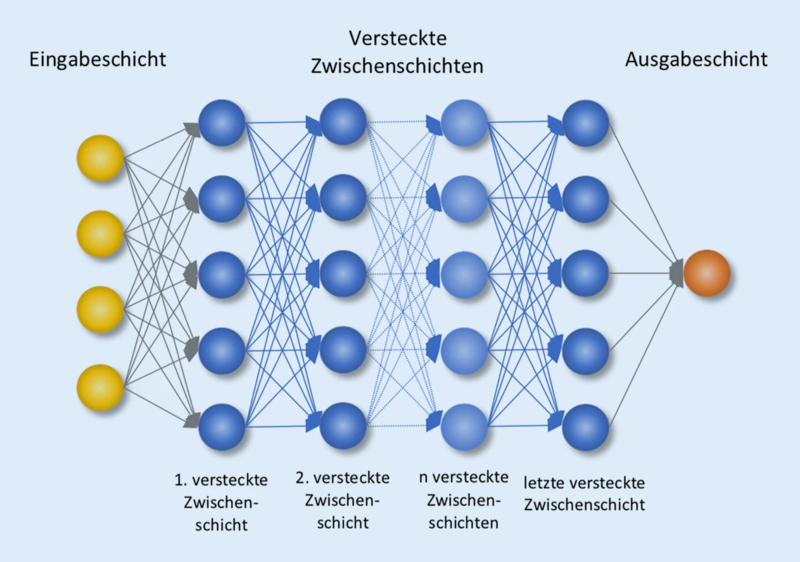 Eingabeschicht
Versteckte
Zwischenschichten
Ausgabeschicht
1. versteckte
Zwischen-
schicht
2. versteckte
Zwischen-
schicht
n versteckte
Zwischen-
schichten
letzte versteckte
Zwischenschicht